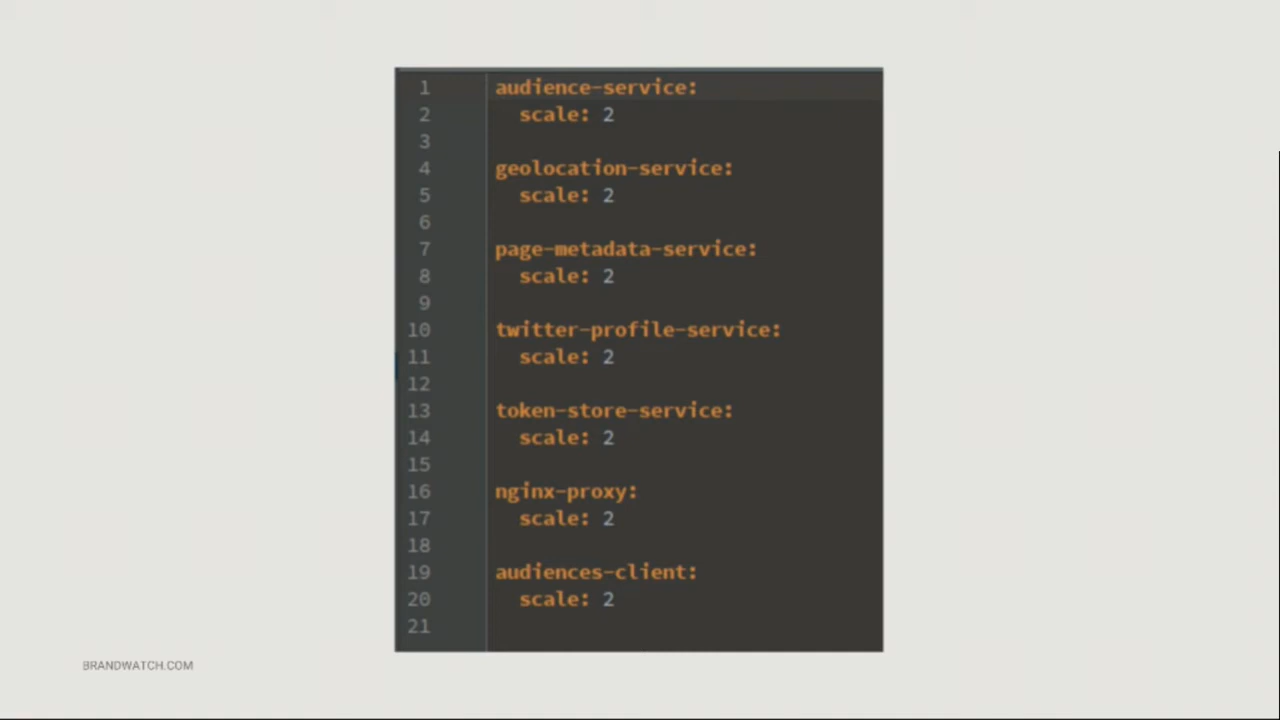 1 audience-service:
2 scale: 2
3
4 geolocation-service:
5 scale: 2
6
7 page-metadata-service:
8 scale: 2
9
10 twitter-profile-service:
11 scale: 2
12
13 token-store-service:
14 scale: 2
15
16 nginx-proxy:
17 scale: 2
18
19 audiences-client:
20 scale: 2
21
BRANDWATCH.COM